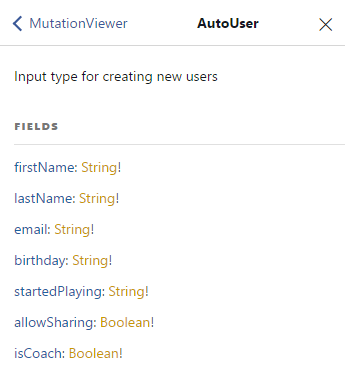 MutationViewer AutoUser
Input type for creating new users
FIELDS
firstName: String!
lastName: String!
email: String!
birthday: String!
startedPlaying: String!
allowSharing: Boolean!
isCoach: Boolean!